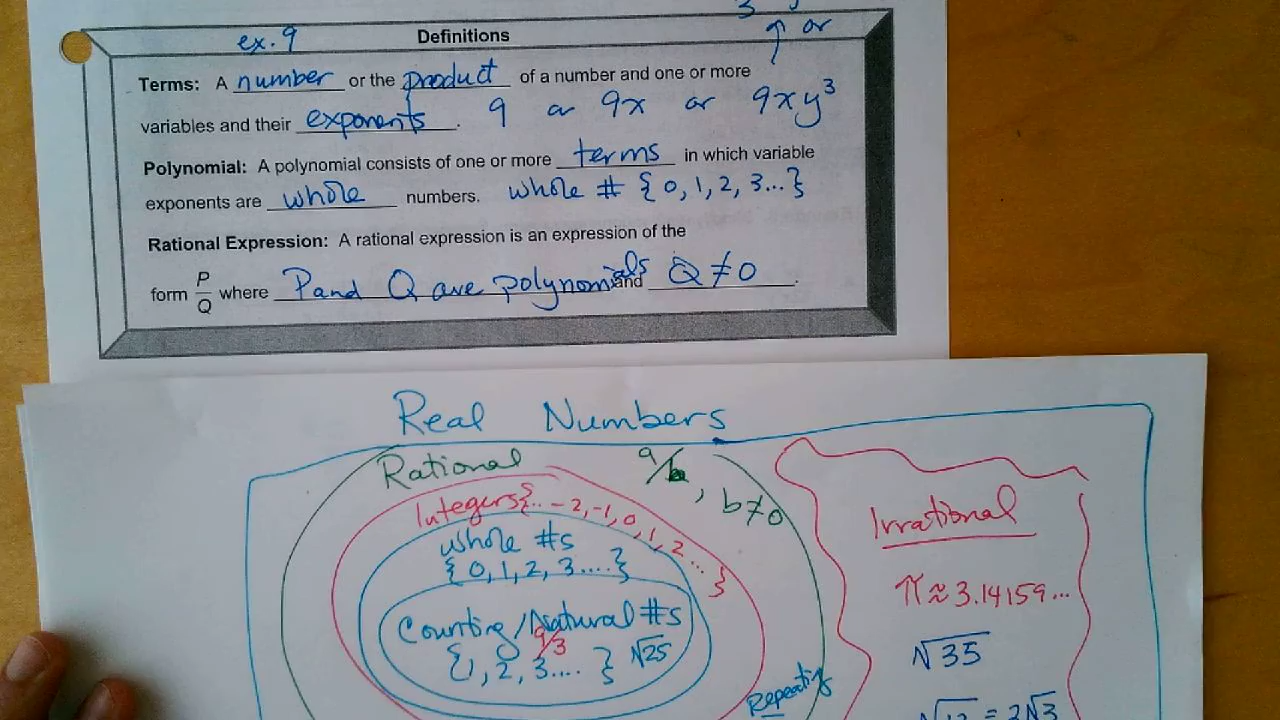 3
or
ex. 9 Definitions
Terms: A number or the product of a number and one or more
variables and their exponents. 9 or 9x or 9xy³
Polynomial: A polynomial consists of one or more terms in which variable
exponents are whole numbers. Whole # { 0, 1, 2, 3... }
Rational Expression: A rational expression is an expression of the
form P/Q where P and Q are polynomials and Q ≠ 0.
Real Numbers
Rational
a/b, b≠0
Integers {... -2, -1, 0, 1, 2 ... }
Whole #s
{ 0, 1, 2, 3.... }
Counting/Natural #s
9/3
{1, 2, 3.... } √25
Repeating
Irrational
π ≈ 3.14159...
√35
√12 = 2√3